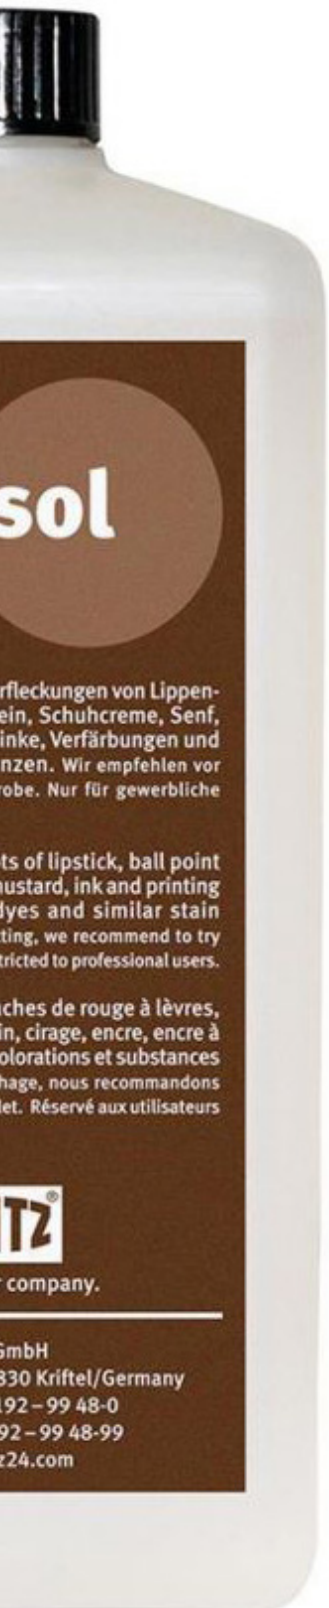 sol
rfleckungen von Lippen-
ein, Schuhcreme, Senf,
inke, Verfärbungen und
nzen. Wir empfehlen vor
robe. Nur für gewerbliche
ts of lipstick, ball point
nustard, ink and printing
dyes and similar stain
ting, we recommend to try
tricted to professional users.
ches de rouge à lèvres,
in, cirage, encre, encre à
olorations et substances
hage, nous recommandons
let. Réservé aux utilisateurs
TZ®
r company.
GmbH
830 Kriftel/Germany
192 – 99 48-0
92 – 99 48-99
z24.com